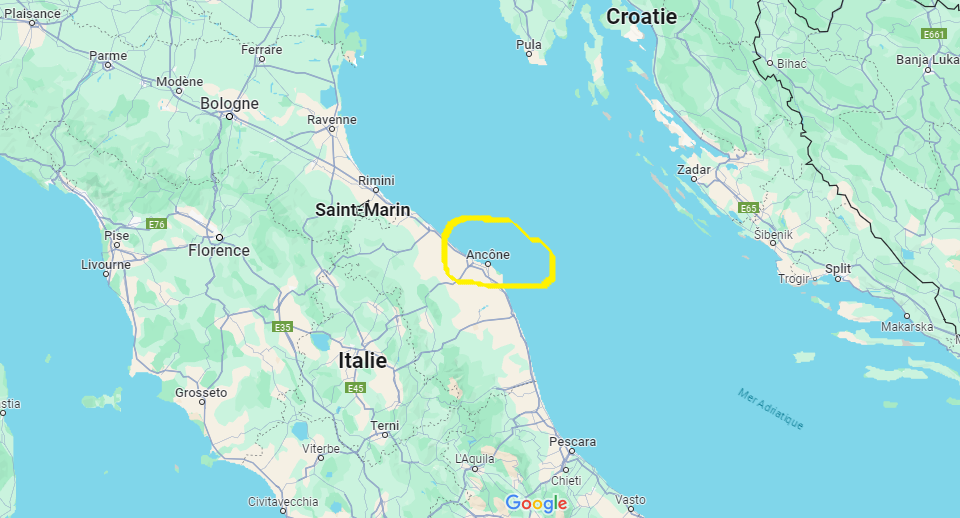 Croatie
Plaisance
Pula
E661
Ferrare
Parme
Bihać
Banja Luka
Modène
Bologne
Ravenne
Zadar
Rimini
E65
Saint-Marin
E76
Pise
Florence
Šibenik
Ancône
Livourne
Split
Trogir
Makarska
E35
Italie
E45
Grosseto
Mer Adriatique
stia
Terni
Pescara
Viterbe
L'Aquila
Chieti
Civitavecchia
Google
Vasto